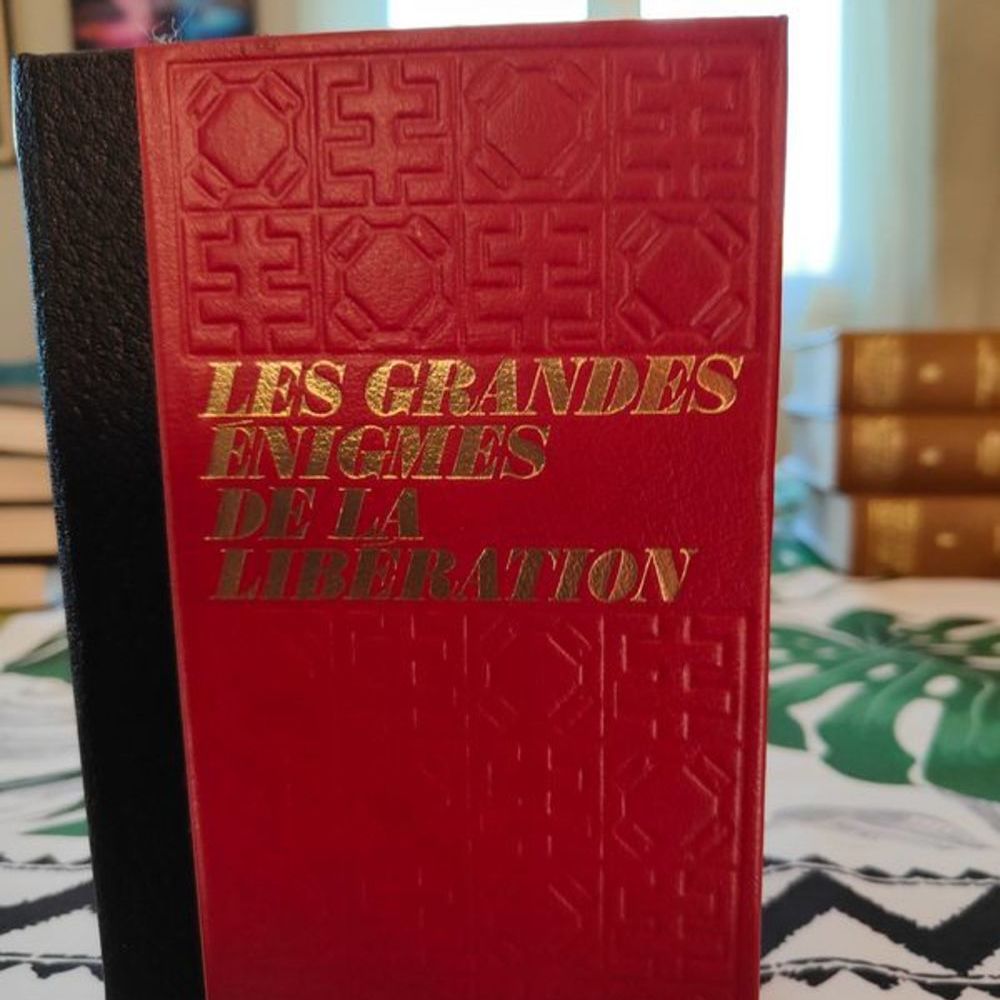 LES GRANDES
ÉNIGMES
DE LA
LIBÉRATION